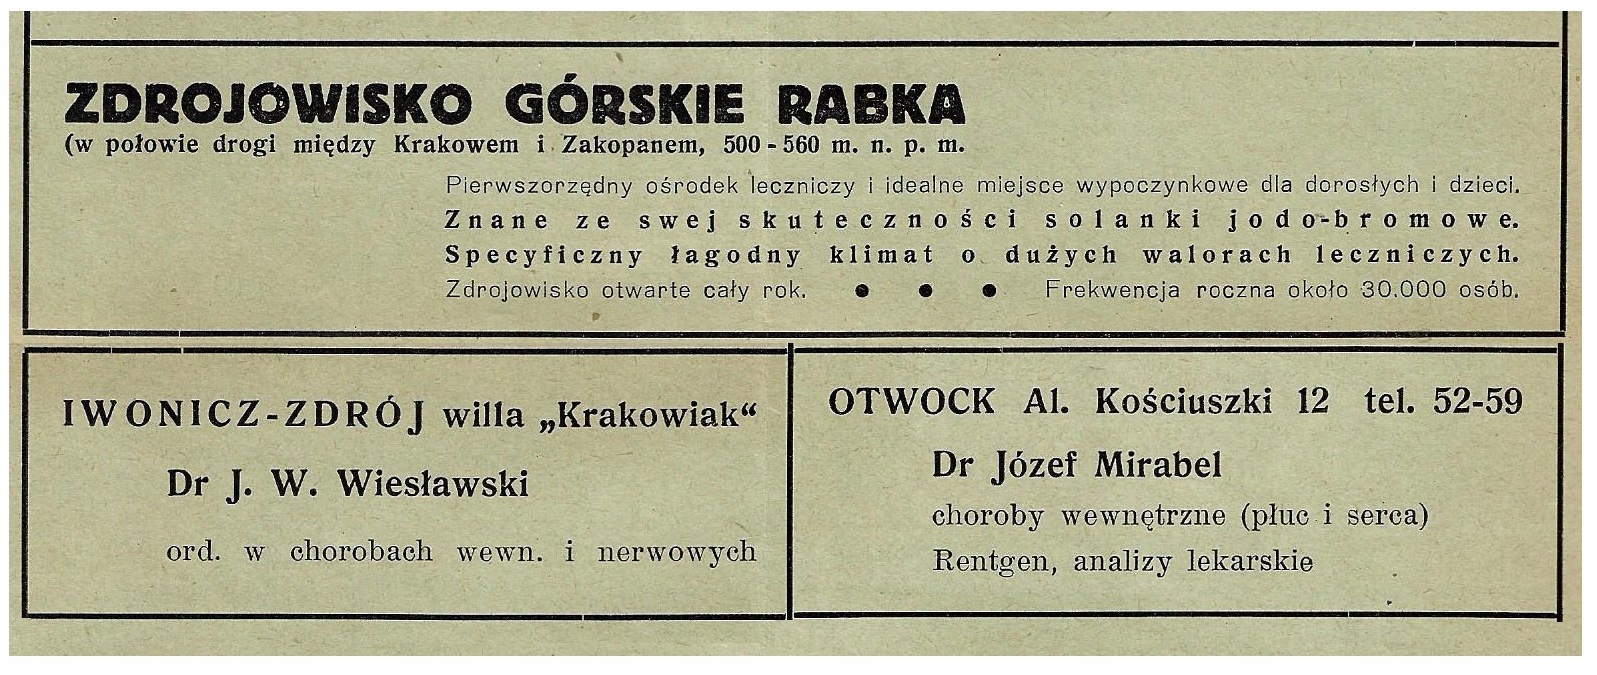 ZDROJOWISKO GÓRSKIE RABKA
(w połowie drogi między Krakowem i Zakopanem, 500-560 m. n. p. m.
Pierwszorzędny ośrodek leczniczy i idealne miejsce wypoczynkowe dla dorosłych i dzieci.
Znane ze swej skuteczności solanki jodo-bromowe.
Specyficzny łagodny klimat o dużych walorach leczniczych.
Zdrojowisko otwarte cały rok. ● ● ● Frekwencja roczna około 30.000 osób.
IWONICZ-ZDRÓJ willa „Krakowiak“
Dr J. W. Wiesławski
ord. w chorobach wewn. i nerwowych
OTWOCK Al. Kościuszki 12 tel. 52-59
Dr Józef Mirabel
choroby wewnętrzne (płuc i serca)
Rentgen, analizy lekarskie